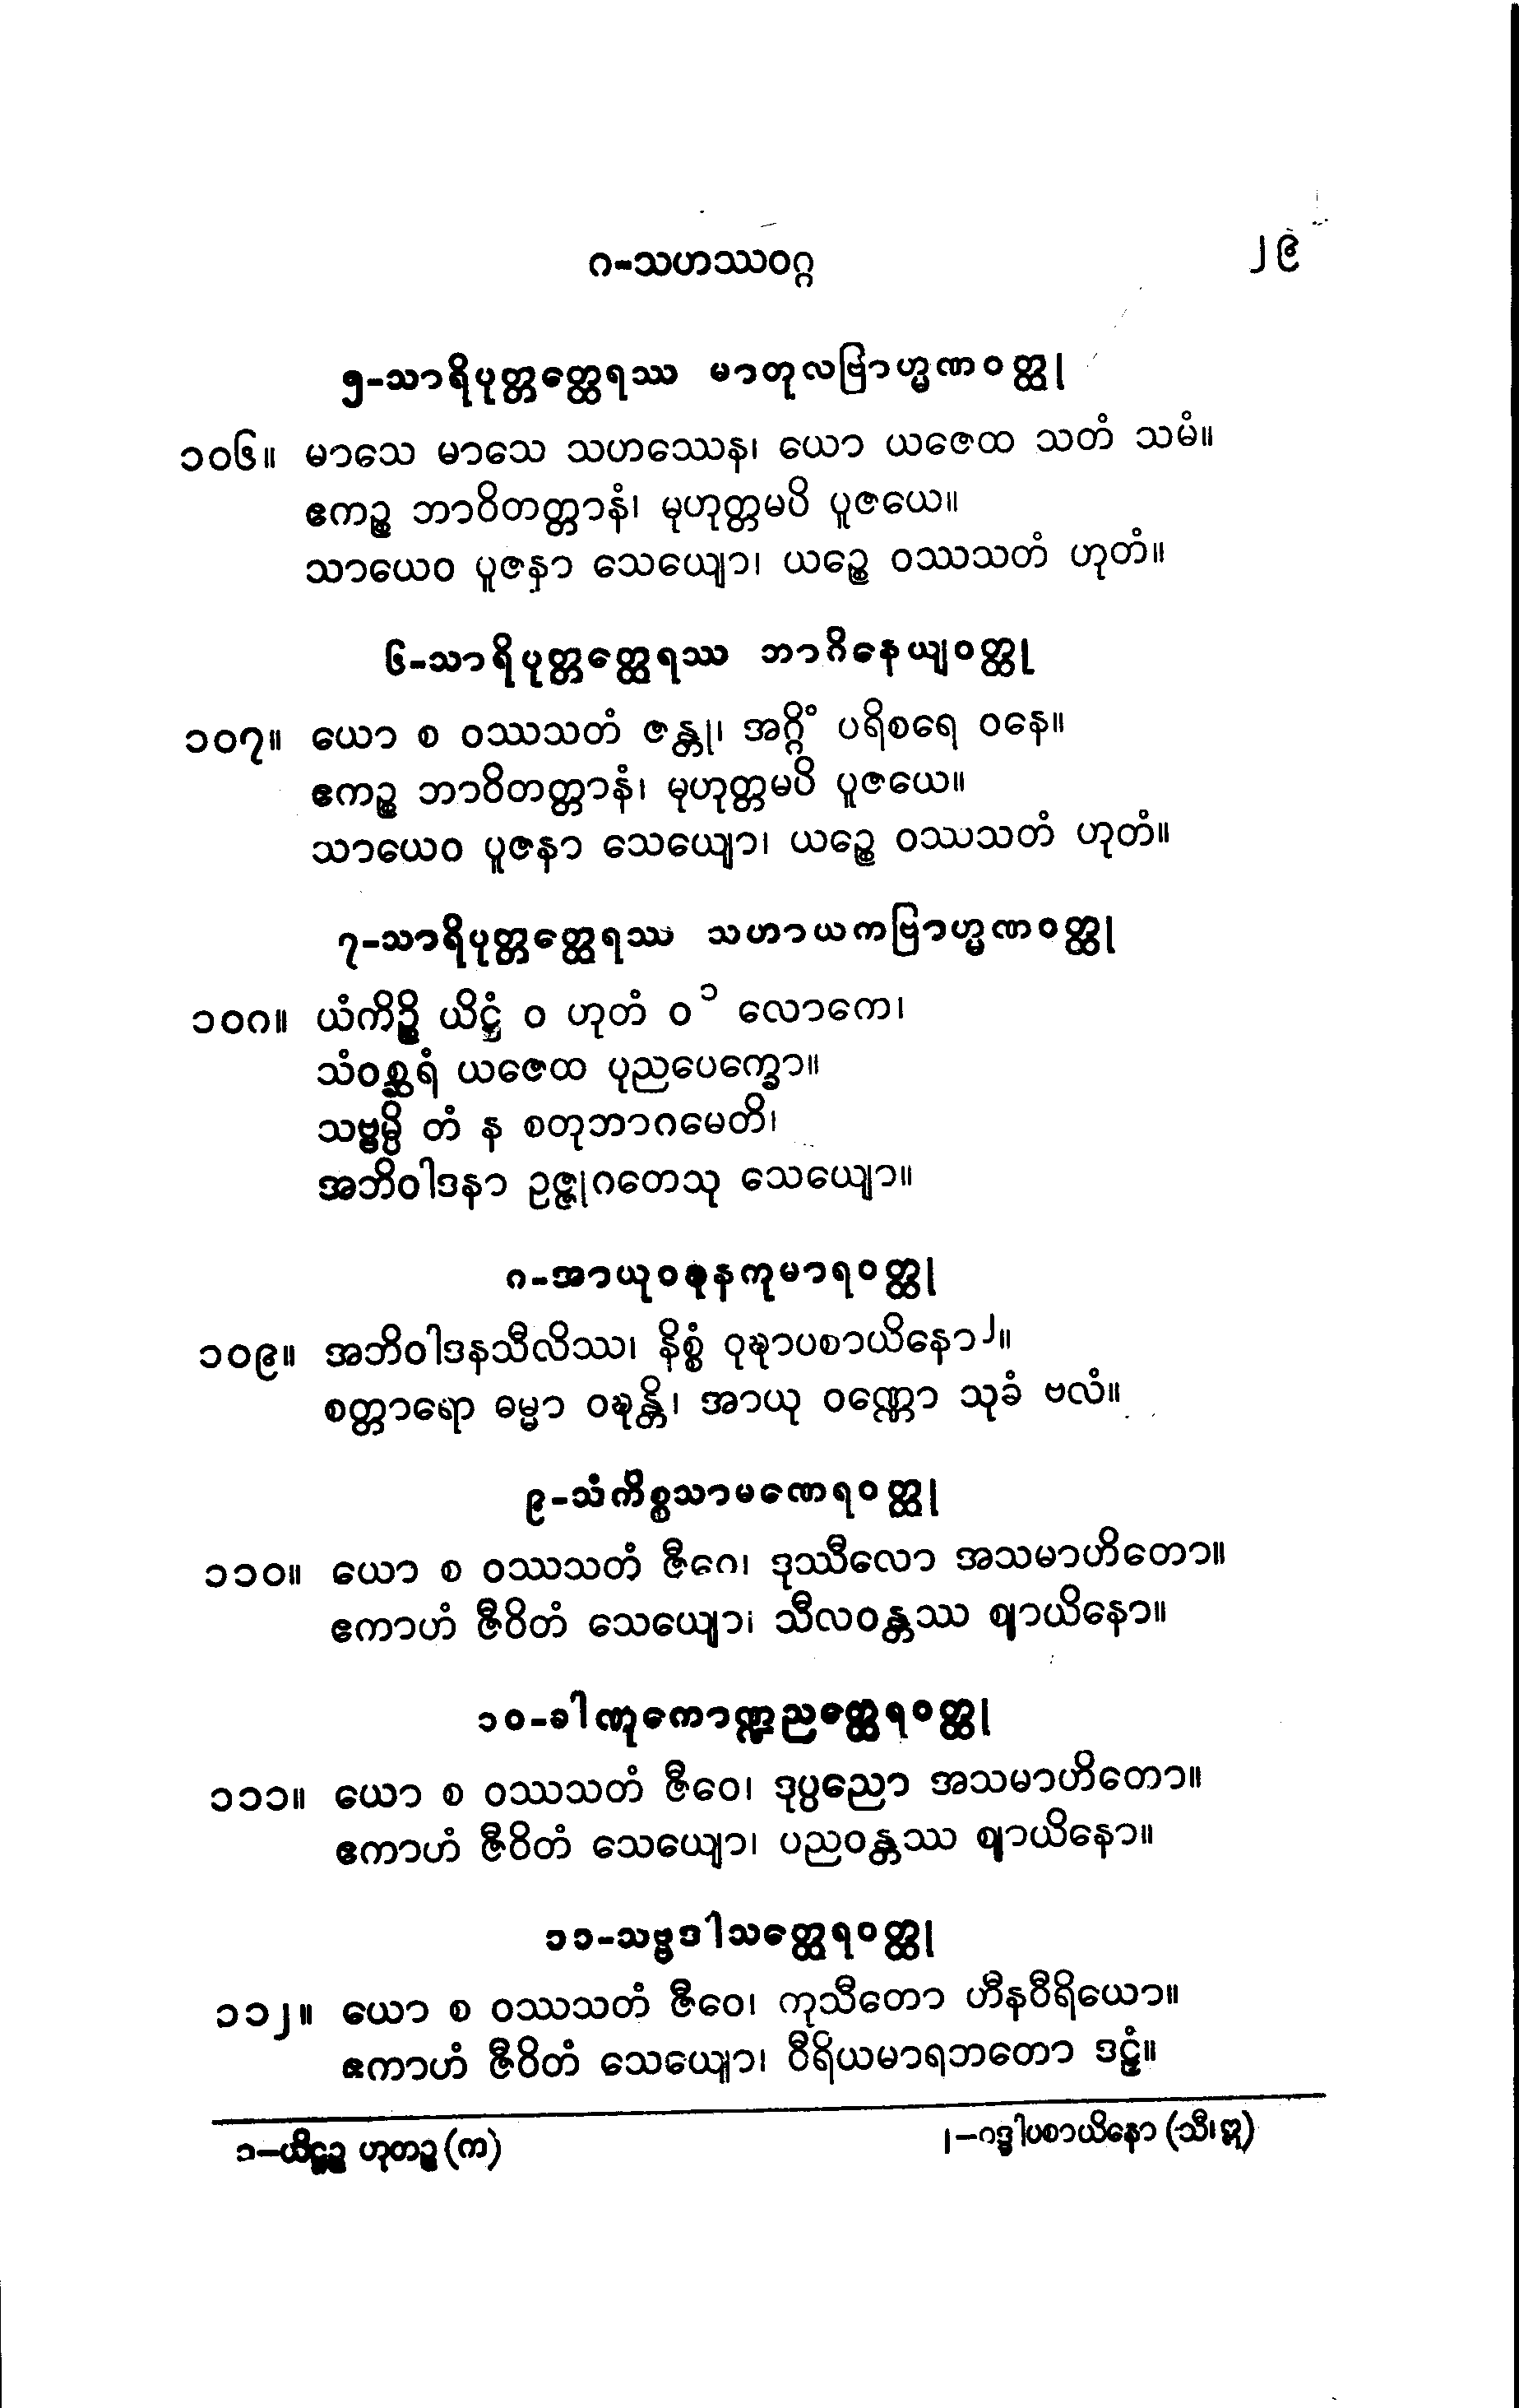 ၈-သဟဿဝဂ္ဂ ၂၉
၅-သာရိပုတ္တတ္ထေရဿ မာတုလဗြာဟ္မဏဝတ္ထု
၁၀၆။ မာသေ မာသေ သဟဿေန၊ ယော ယဇေထ သတံ သမံ။
ဧကဉ္စ ဘာဝိတတ္တာနံ၊ မုဟုတ္တမပိ ပူဇယေ။
သာယေဝ ပူဇနာ သေယျော၊ ယဉ္စေ ဝဿသတံ ဟုတံ။
၆-သာရိပုတ္တတ္ထေရဿ ဘာဂိနေယျဝတ္ထု
၁၀၇။ ယော စ ဝဿသတံ ဇန္တု၊ အဂ္ဂိံ ပရိစရေ ဝနေ။
ဧကဉ္စ ဘာဝိတတ္တာနံ၊ မုဟုတ္တမပိ ပူဇယေ။
သာယေဝ ပူဇနာ သေယျော၊ ယဉ္စေ ဝဿသတံ ဟုတံ။
၇-သာရိပုတ္တတ္ထေရဿ သဟာယကဗြာဟ္မဏဝတ္ထု
၁၀၈။ ယံကိဉ္စိ ယိဋ္ဌံ ဝ ဟုတံ ဝ ၁ လောကေ၊
သံဝစ္ဆရံ ယဇေထ ပုညပေက္ခော။
သဗ္ဗမ္ပိ တံ န စတုဘာဂမေတိ၊
အဘိဝါဒနာ ဥဇ္ဇုဂတေသု သေယျော။
၈-အာယုဝဍ္ဎနကုမာရဝတ္ထု
၁၀၉။ အဘိဝါဒနသီလိဿ၊ နိစ္စံ ဝုဍ္ဎာပစာယိနော၂။
စတ္တာရော ဓမ္မာ ဝဍ္ဎန္တိ၊ အာယု ဝဏ္ဏော သုခံ ဗလံ။
၉-သံကိစ္စသာမဏေရဝတ္ထု
၁၁၀။ ယော စ ဝဿသတံ ဇီဝေ၊ ဒုဿီလော အသမာဟိတော။
ဧကာဟံ ဇီဝိတံ သေယျော၊ သီလဝန္တဿ ဈာယိနော။
၁၀-ခါဏုကောဏ္ဍညတ္ထေရဝတ္ထု
၁၁၁။ ယော စ ဝဿသတံ ဇီဝေ၊ ဒုပ္ပညော အသမာဟိတော။
ဧကာဟံ ဇီဝိတံ သေယျော၊ ပညဝန္တဿ ဈာယိနော။
၁၁-သဗ္ဗဒါသတ္ထေရဝတ္ထု
၁၁၂။ ယော စ ဝဿသတံ ဇီဝေ၊ ကုသီတော ဟီနဝီရိယော။
ဧကာဟံ ဇီဝိတံ သေယျော၊ ဝီရိယမာရဘတော ဒဠှံ။
၁—ယိဋ္ဌဉ္စ ဟုတဉ္စ (က) ၂—ဝဒ္ဓါပစာယိနော (သီ၊ ဣ)